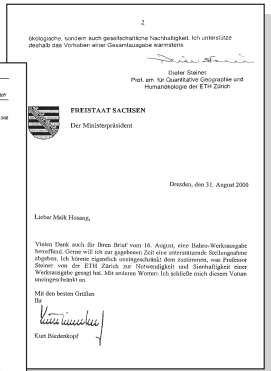 2
ökologische, sondern auch gesellschaftliche Nachhaltigkeit. Ich unterstütze
deshalb das Vorhaben einer Gesamtausgabe wärmstens.
Dieter Steiner
Dieter Steiner
Prof. em. für Quantitative Geographie und
Humanökologie der ETH Zürich
FREISTAAT SACHSEN
Der Ministerpräsident
Dresden, den 31. August 2000
Lieber Maik Hosang,
Vielen Dank auch für Ihren Brief vom 16. August, eine Bahro-Werksausgabe
betreffend. Gerne will ich zur gegebenen Zeit eine unterstützende Stellungnahme
abgeben. Ich könnte eigentlich uneingeschränkt dem zustimmen, was Professor
Steiner von der ETH Zürich zur Notwendigkeit und Sinnhaftigkeit einer
Werksausgabe gesagt hat. Mit anderen Worten: Ich schließe mich diesem Votum
uneingeschränkt an.
Mit den besten Grüßen
Ihr
Kurt Biedenkopf